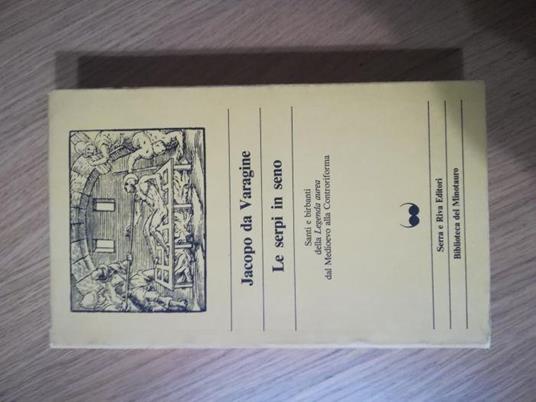 Jacopo da Varagine
Le serpi in seno
Santi e birbanti
della Legenda aurea
dal Medioevo alla Controriforma
Serra e Riva Editori
Biblioteca del Minotauro